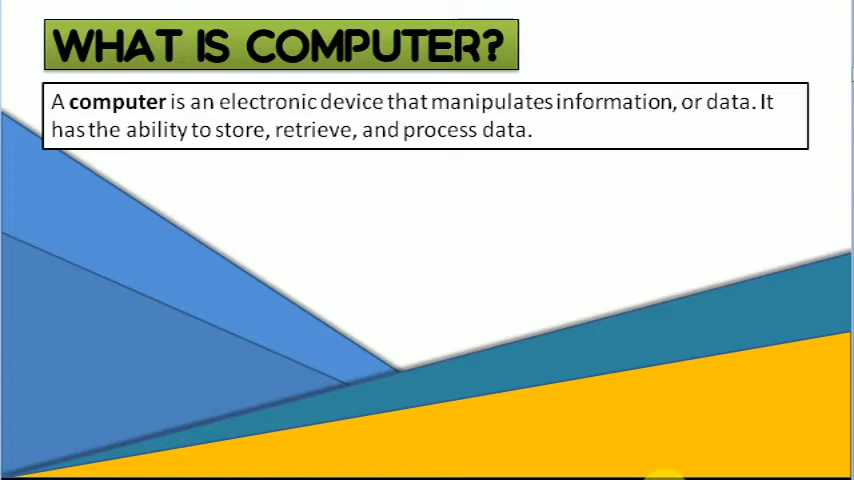 WHAT IS COMPUTER?
A computer is an electronic device that manipulates information, or data. It
has the ability to store, retrieve, and process data.